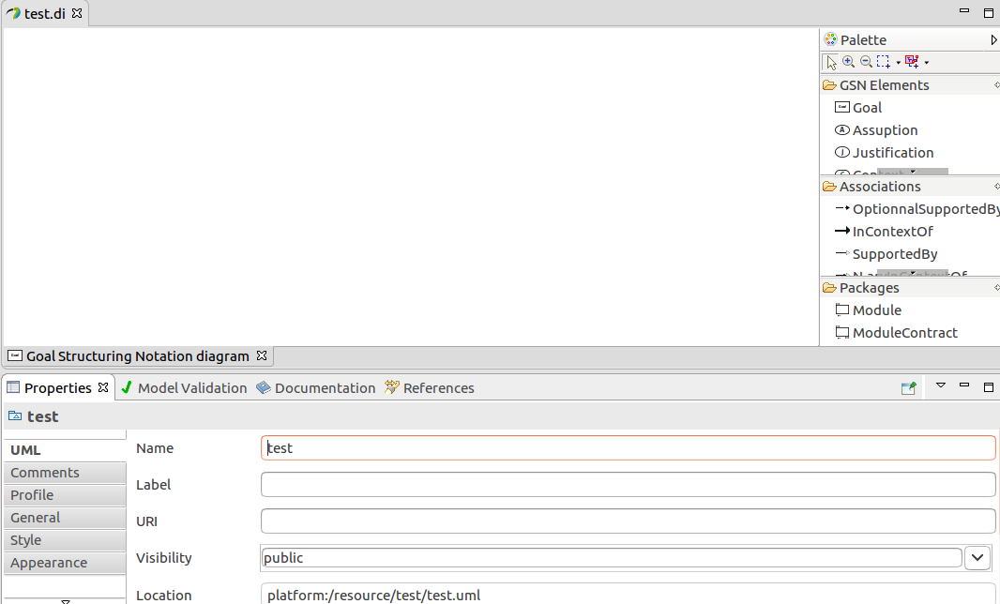 test.di
Palette
GSN Elements
Goal
Assuption
Justification
Associations
OptionnalSupportedBy
InContextOf
SupportedBy
Packages
Module
ModuleContract
Goal Structuring Notation diagram
Properties Model Validation Documentation References
test
UML
Comments
Profile
General
Style
Appearance
Name test
Label
URI
Visibility public
Location platform:/resource/test/test.uml